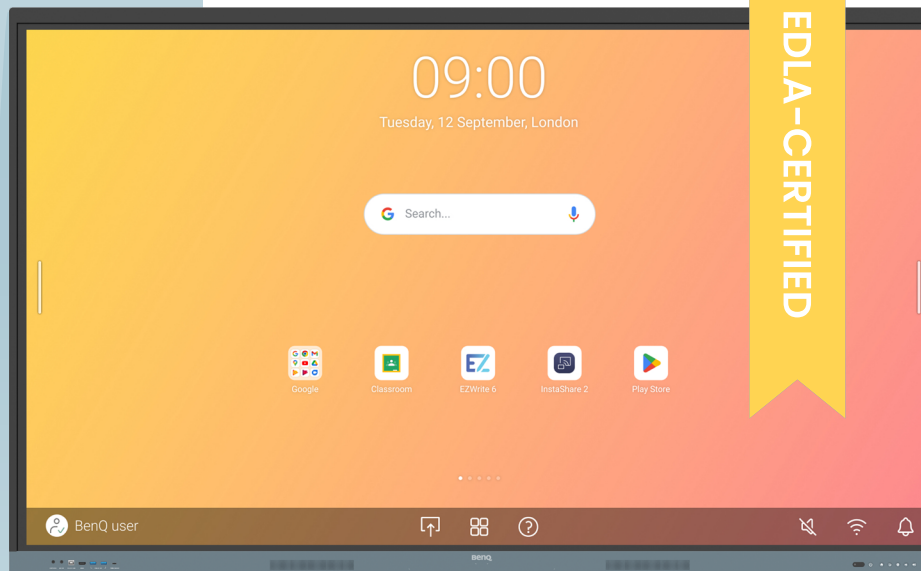 EDLA-CERTIFIED
09:00
Tuesday, 12 September, London
Search...
Google
Classroom
EZWrite 6
InstaShare 2
Play Store
BenQ user
BenQ